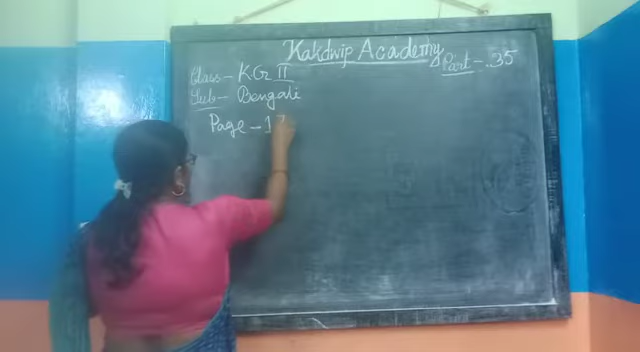 Kakdwip Academy
Part - 35
Class - KG II
Sub - Bengali
Page - 1